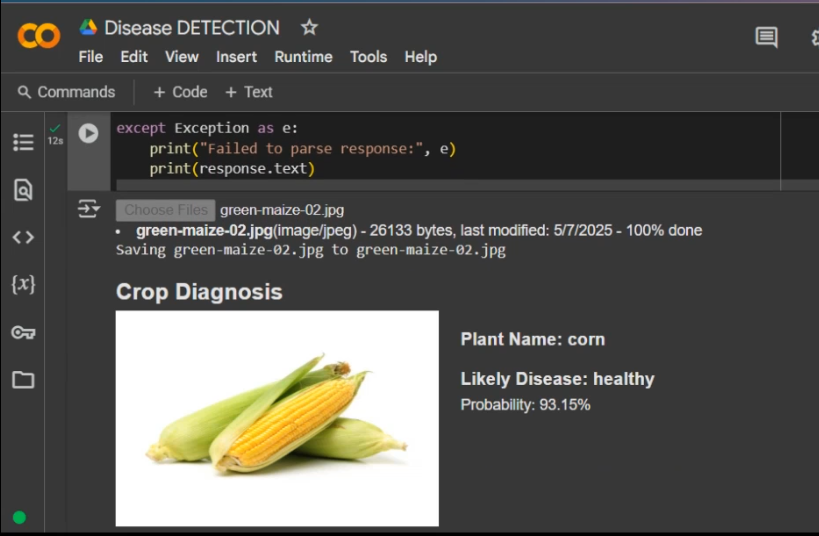 Disease DETECTION
File Edit View Insert Runtime Tools Help
Commands + Code + Text
12s
except Exception as e:
print("Failed to parse response:", e)
print(response.text)
Choose Files green-maize-02.jpg
• green-maize-02.jpg(image/jpeg) - 26133 bytes, last modified: 5/7/2025 - 100% done
Saving green-maize-02.jpg to green-maize-02.jpg
Crop Diagnosis
Plant Name: corn
Likely Disease: healthy
Probability: 93.15%